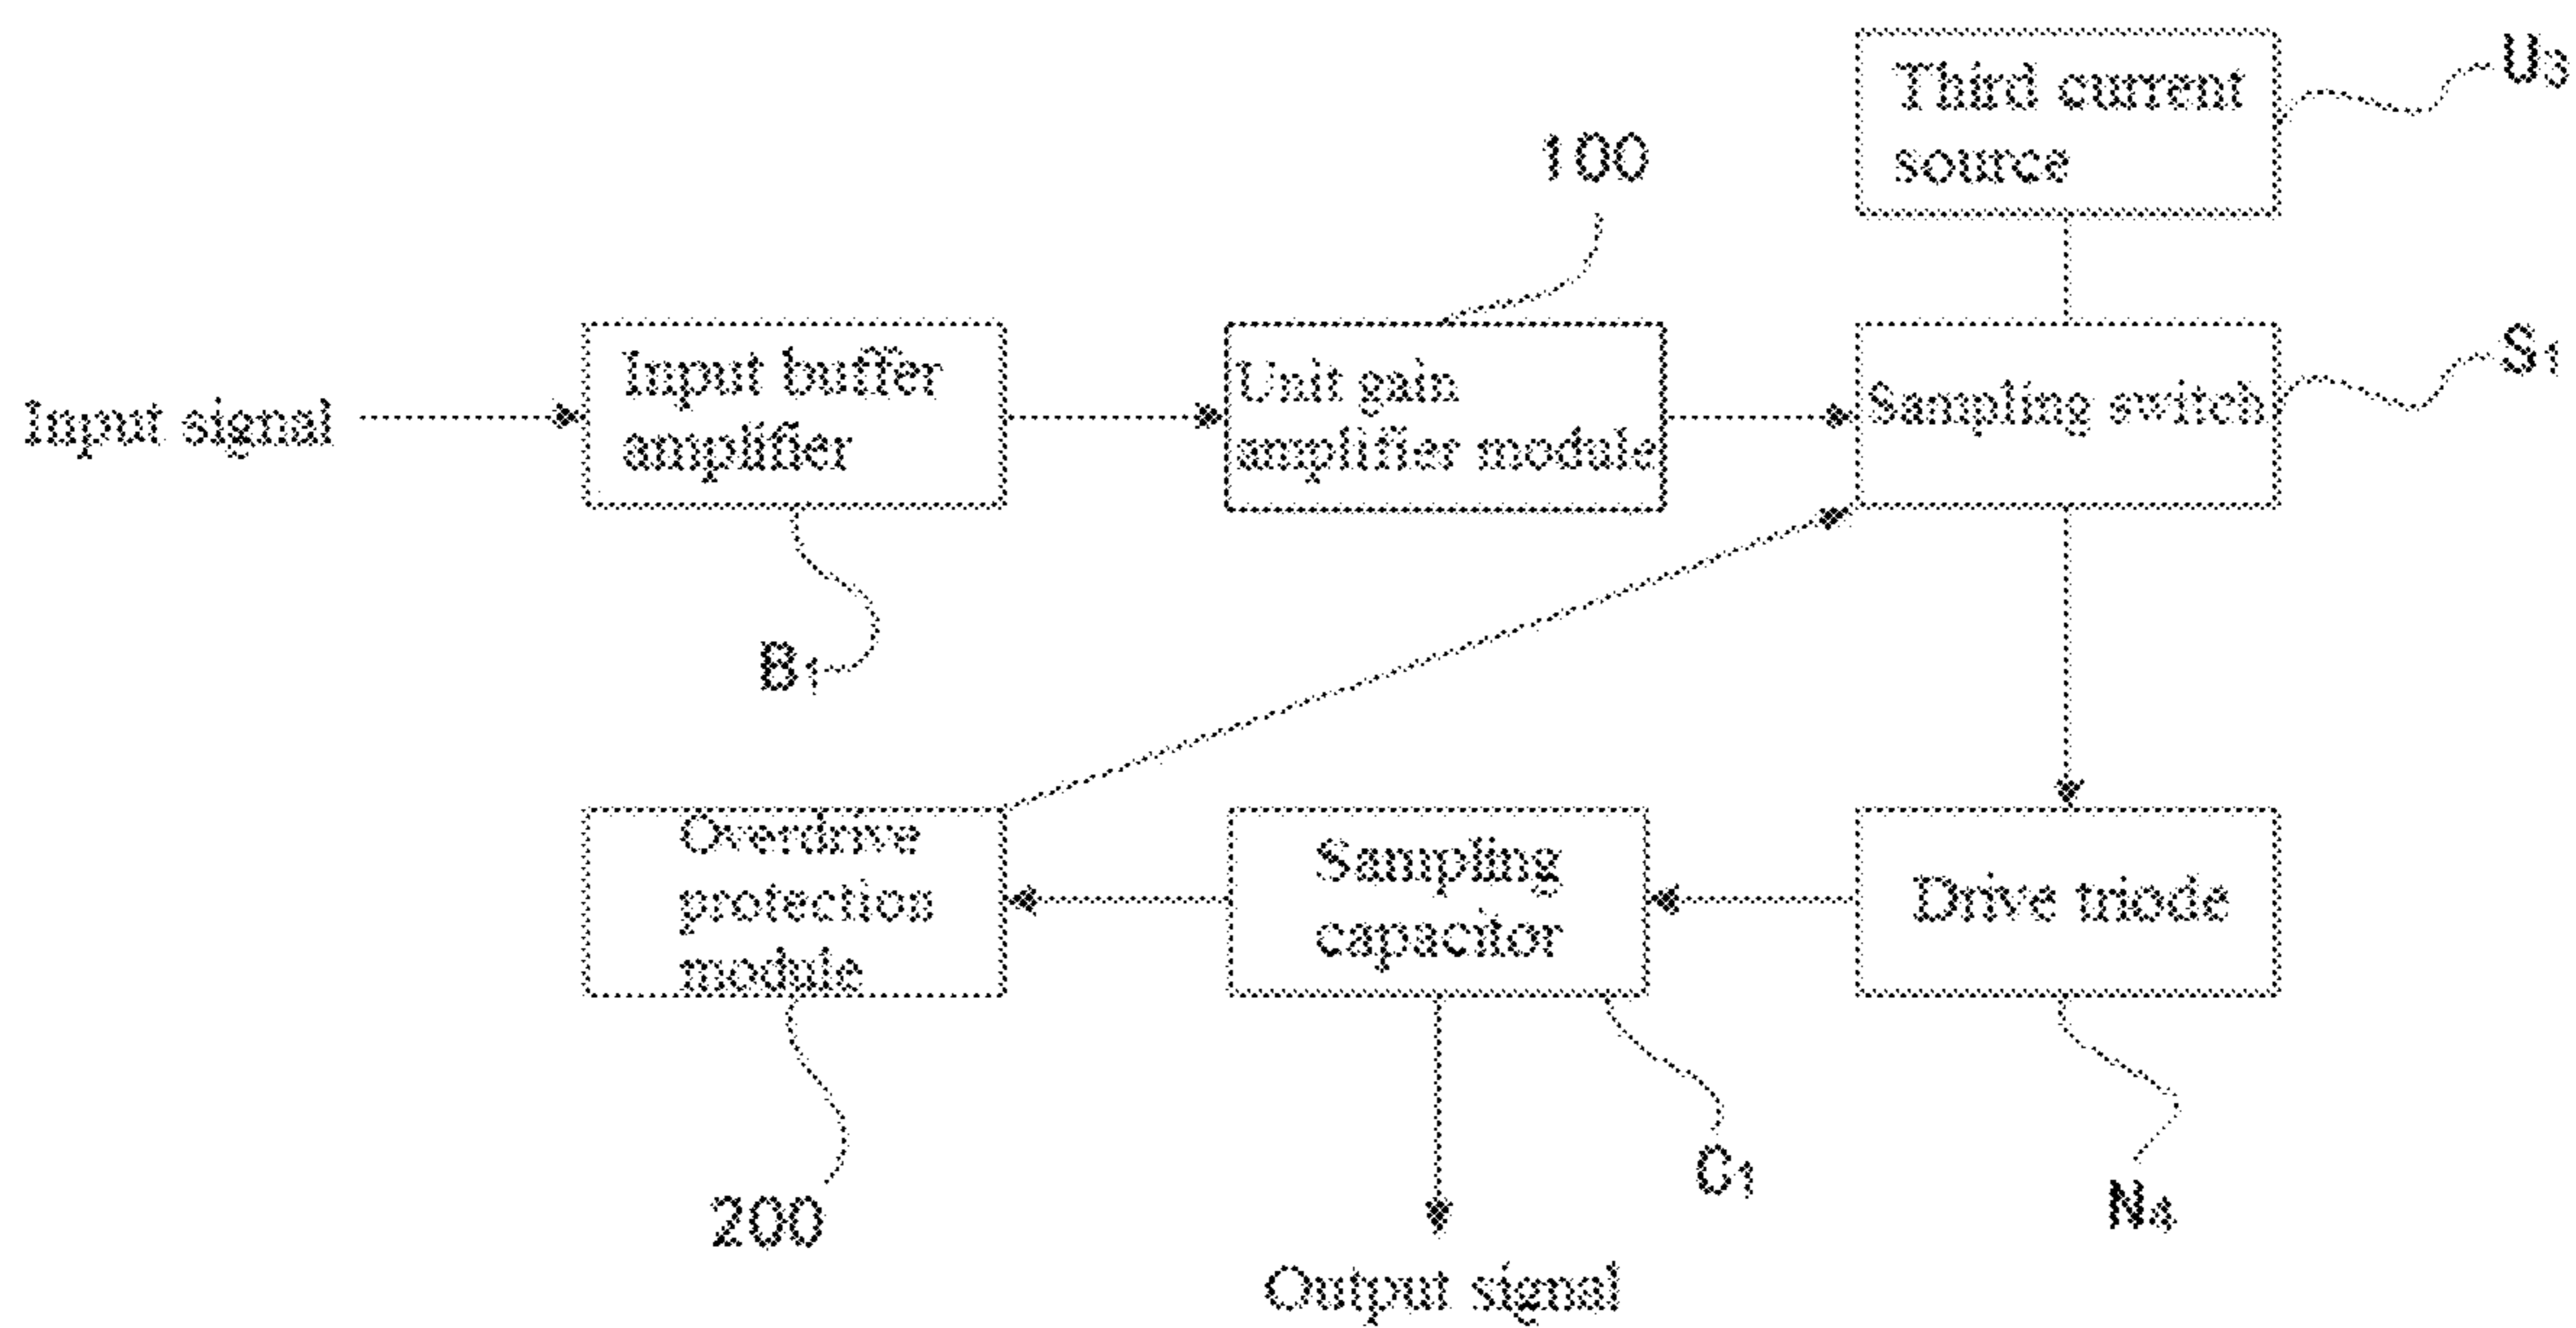 Third current
source
U3
100
Input signal
Input buffer
amplifier
Unit gain
amplifier module
Sampling switch
S1
B1
Overdrive
protection
module
Sampling
capacitor
Drive triode
200
C1
N4
Output signal